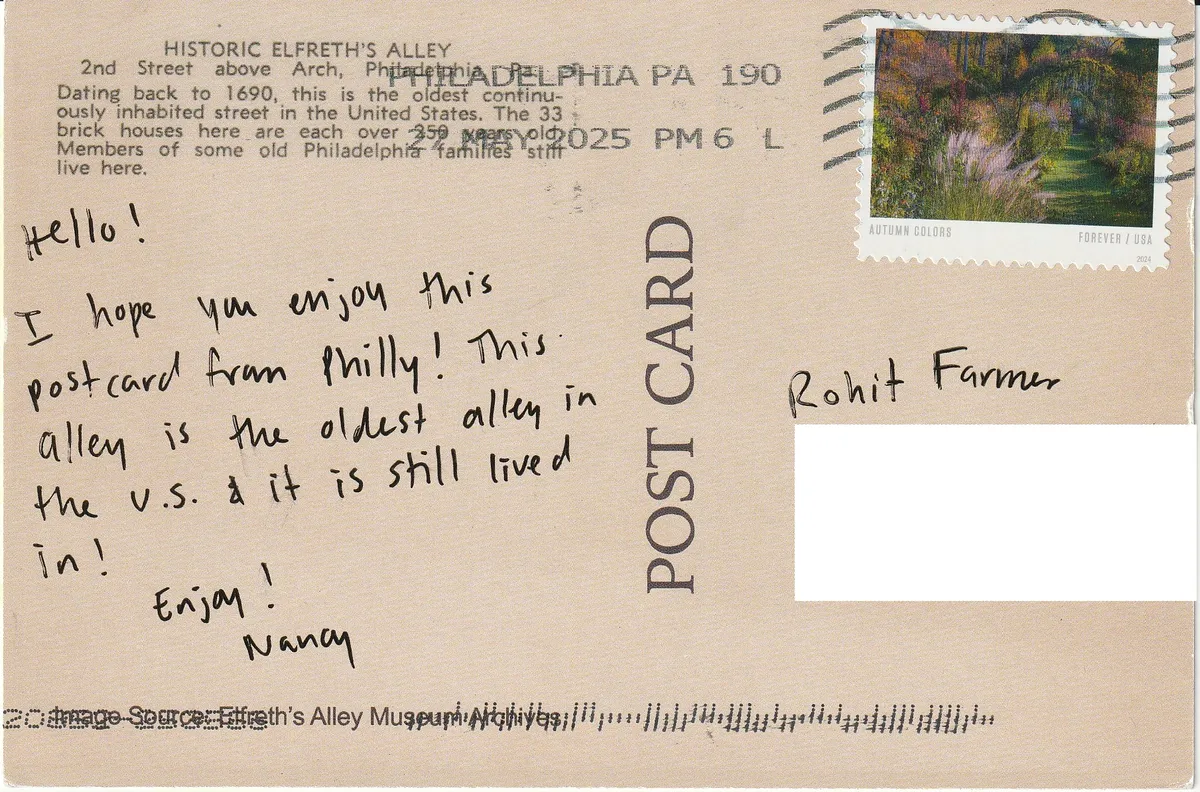 HISTORIC ELFRETH'S ALLEY
2nd Street above Arch, Philadelphia, Pa.
Dating back to 1690, this is the oldest continu-
ously inhabited street in the United States. The 33
brick houses here are each over 250 years old.
Members of some old Philadelphia families still
live here.
PHILADELPHIA PA 190
27 MAY 2025 PM 6 L
AUTUMN COLORS
FOREVER / USA
2024
Hello!
I hope you enjoy this
postcard from Philly! This
alley is the oldest alley in
the U.S. & it is still lived
in!
Enjoy!
Nancy
POST CARD
Rohit Farmer
Image Source: Elfreth's Alley Museum Archives